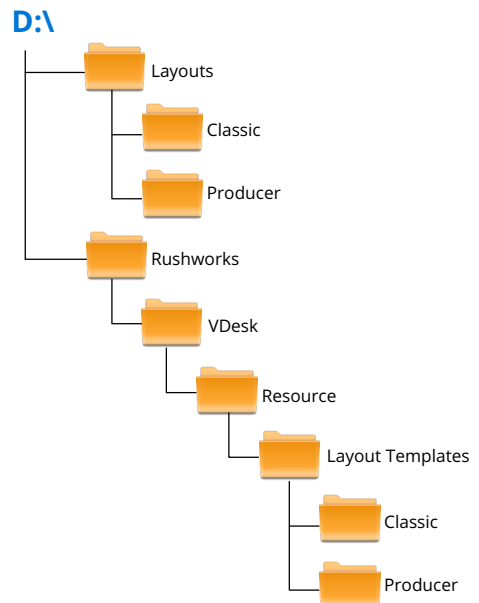 D:\
Layouts
Classic
Producer
Rushworks
VDesk
Resource
Layout Templates
Classic
Producer